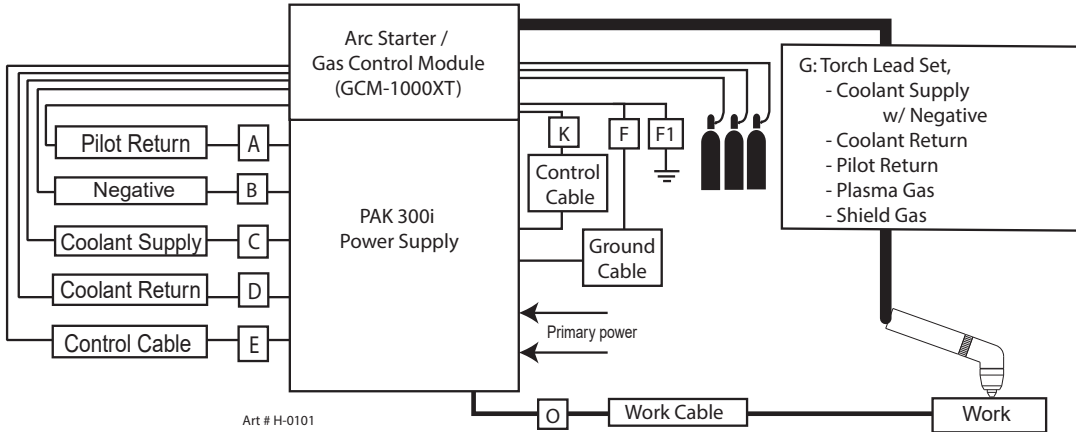 Arc Starter /
Gas Control Module
(GCM-1000XT)
G: Torch Lead Set,
- Coolant Supply
w/ Negative
- Coolant Return
- Pilot Return
- Plasma Gas
- Shield Gas
Pilot Return
A
Negative
B
Coolant Supply
C
Coolant Return
D
Control Cable
E
PAK 300i
Power Supply
K
F
F1
Control
Cable
Ground
Cable
Primary power
Art # H-0101
O
Work Cable
Work